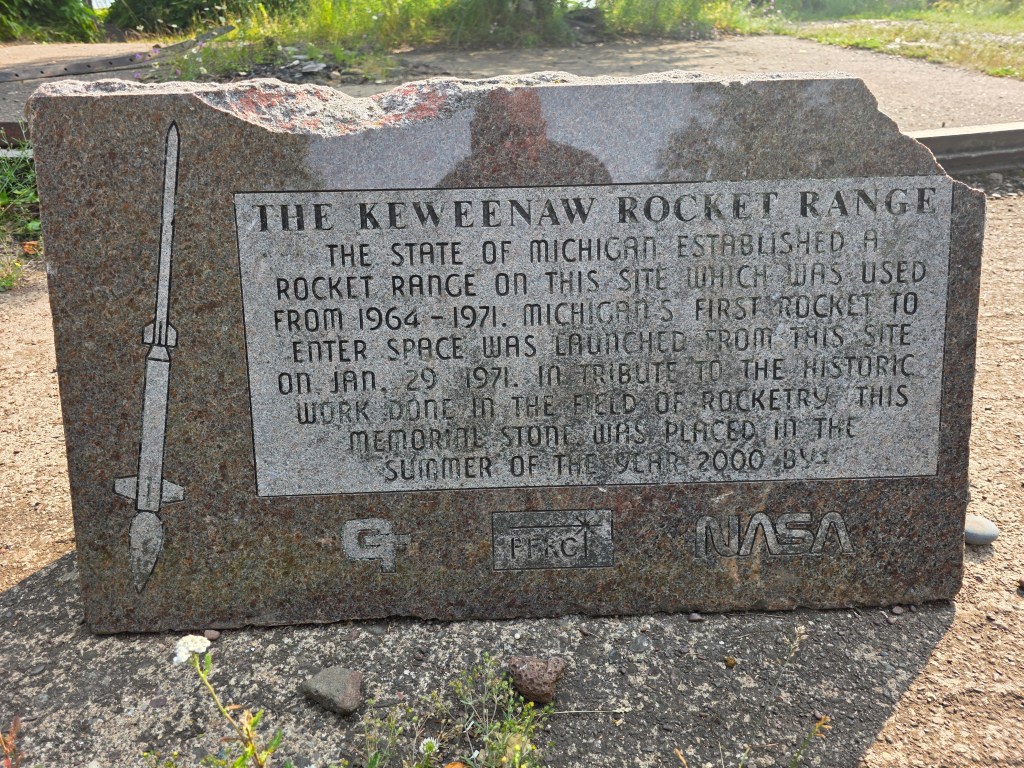 THE KEWEENAW ROCKET RANGE
THE STATE OF MICHIGAN ESTABLISHED A
ROCKET RANGE ON THIS SITE WHICH WAS USED
FROM 1964 - 1971. MICHIGAN'S FIRST ROCKET TO
ENTER SPACE WAS LAUNCHED FROM THIS SITE
ON JAN. 29 1971. IN TRIBUTE TO THE HISTORIC
WORK DONE IN THE FIELD OF ROCKETRY THIS
MEMORIAL STONE WAS PLACED IN THE
SUMMER OF THE YEAR 2000 BY:
NASA